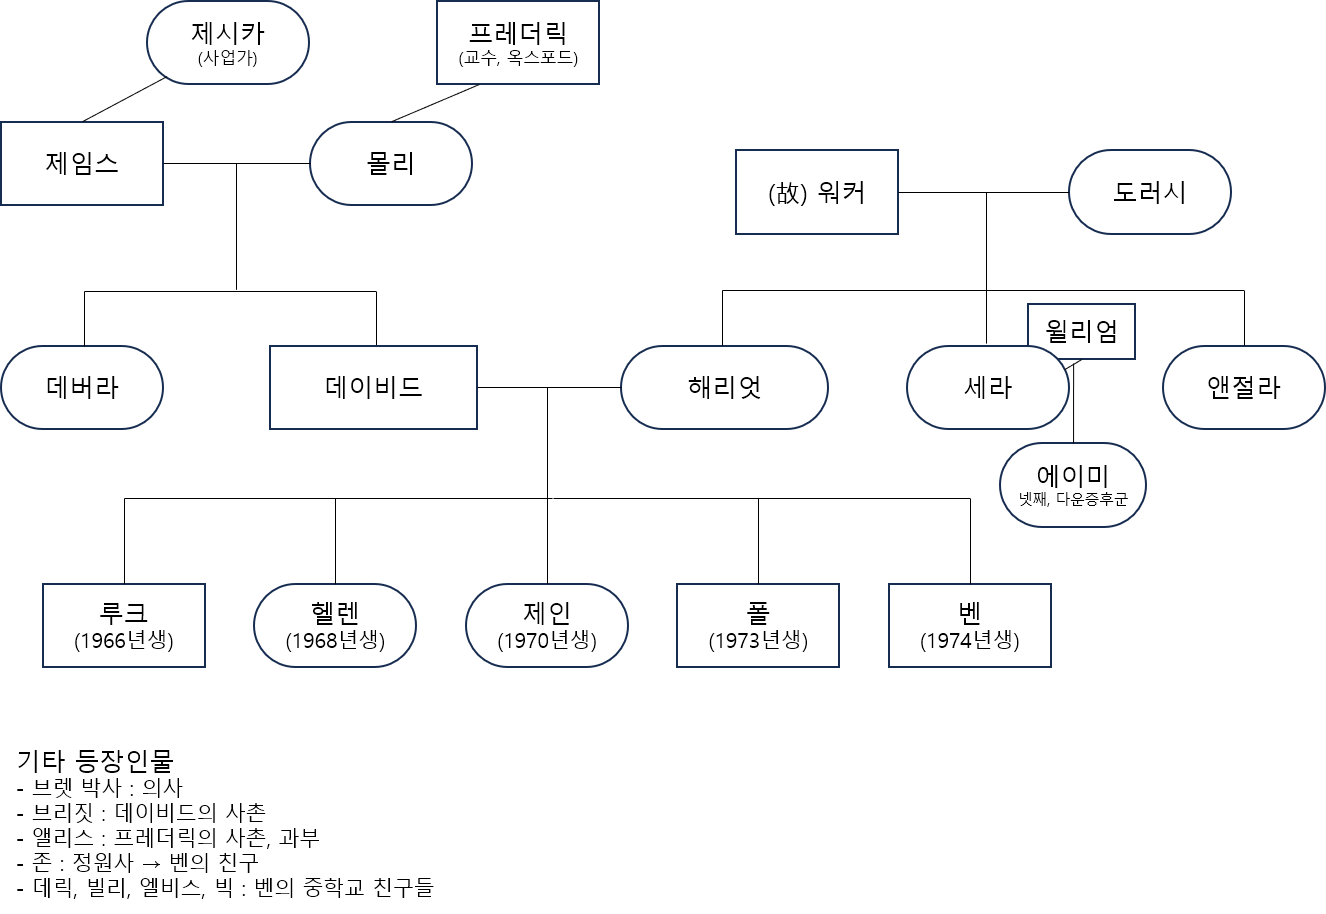 제시카
(사업가)
프레더릭
(교수, 옥스포드)
제임스
몰리
(故) 워커
도러시
윌리엄
데버라
데이비드
해리엇
세라
앤절라
에이미
넷째, 다운증후군
루크
(1966년생)
헬렌
(1968년생)
제인
(1970년생)
폴
(1973년생)
벤
(1974년생)
기타 등장인물
- 브렛 박사 : 의사
- 브리짓 : 데이비드의 사촌
- 앨리스 : 프레더릭의 사촌, 과부
- 존 : 정원사 → 벤의 친구
- 데릭, 빌리, 엘비스, 빅 : 벤의 중학교 친구들